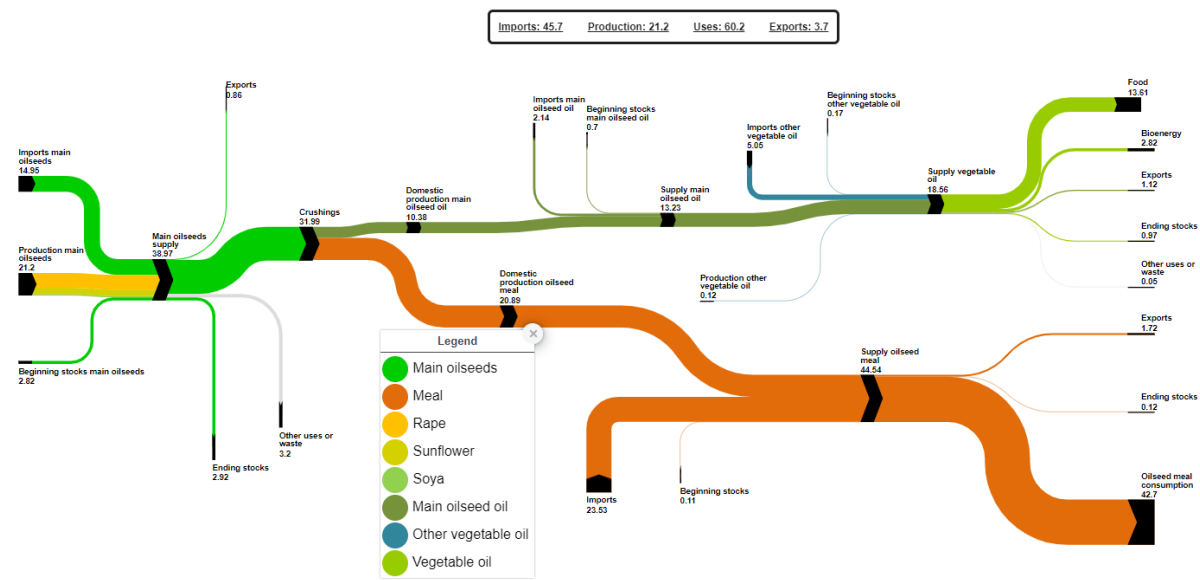 Imports: 45.7 Production: 21.2 Uses: 60.2 Exports: 3.7
Exports
0.86
Imports main
oilseeds
14.95
Production main
oilseeds
21.2
Main oilseeds
supply
38.97
Beginning stocks main oilseeds
2.82
Ending stocks
2.92
Other uses or
waste
3.2
Crushings
31.99
Domestic
production main
oilseed oil
10.38
Imports main
oilseed oil
2.14
Beginning stocks
main oilseed oil
0.7
Supply main
oilseed oil
13.23
Imports other
vegetable oil
5.05
Beginning stocks
other vegetable oil
0.17
Production other
vegetable oil
0.12
Supply vegetable
oil
18.56
Food
13.61
Bioenergy
2.82
Exports
1.12
Ending stocks
0.97
Other uses or
waste
0.05
Domestic
production oilseed
meal
20.89
Imports
23.53
Beginning stocks
0.11
Supply oilseed
meal
44.54
Exports
1.72
Ending stocks
0.12
Oilseed meal
consumption
42.7
Legend
Main oilseeds
Meal
Rape
Sunflower
Soya
Main oilseed oil
Other vegetable oil
Vegetable oil